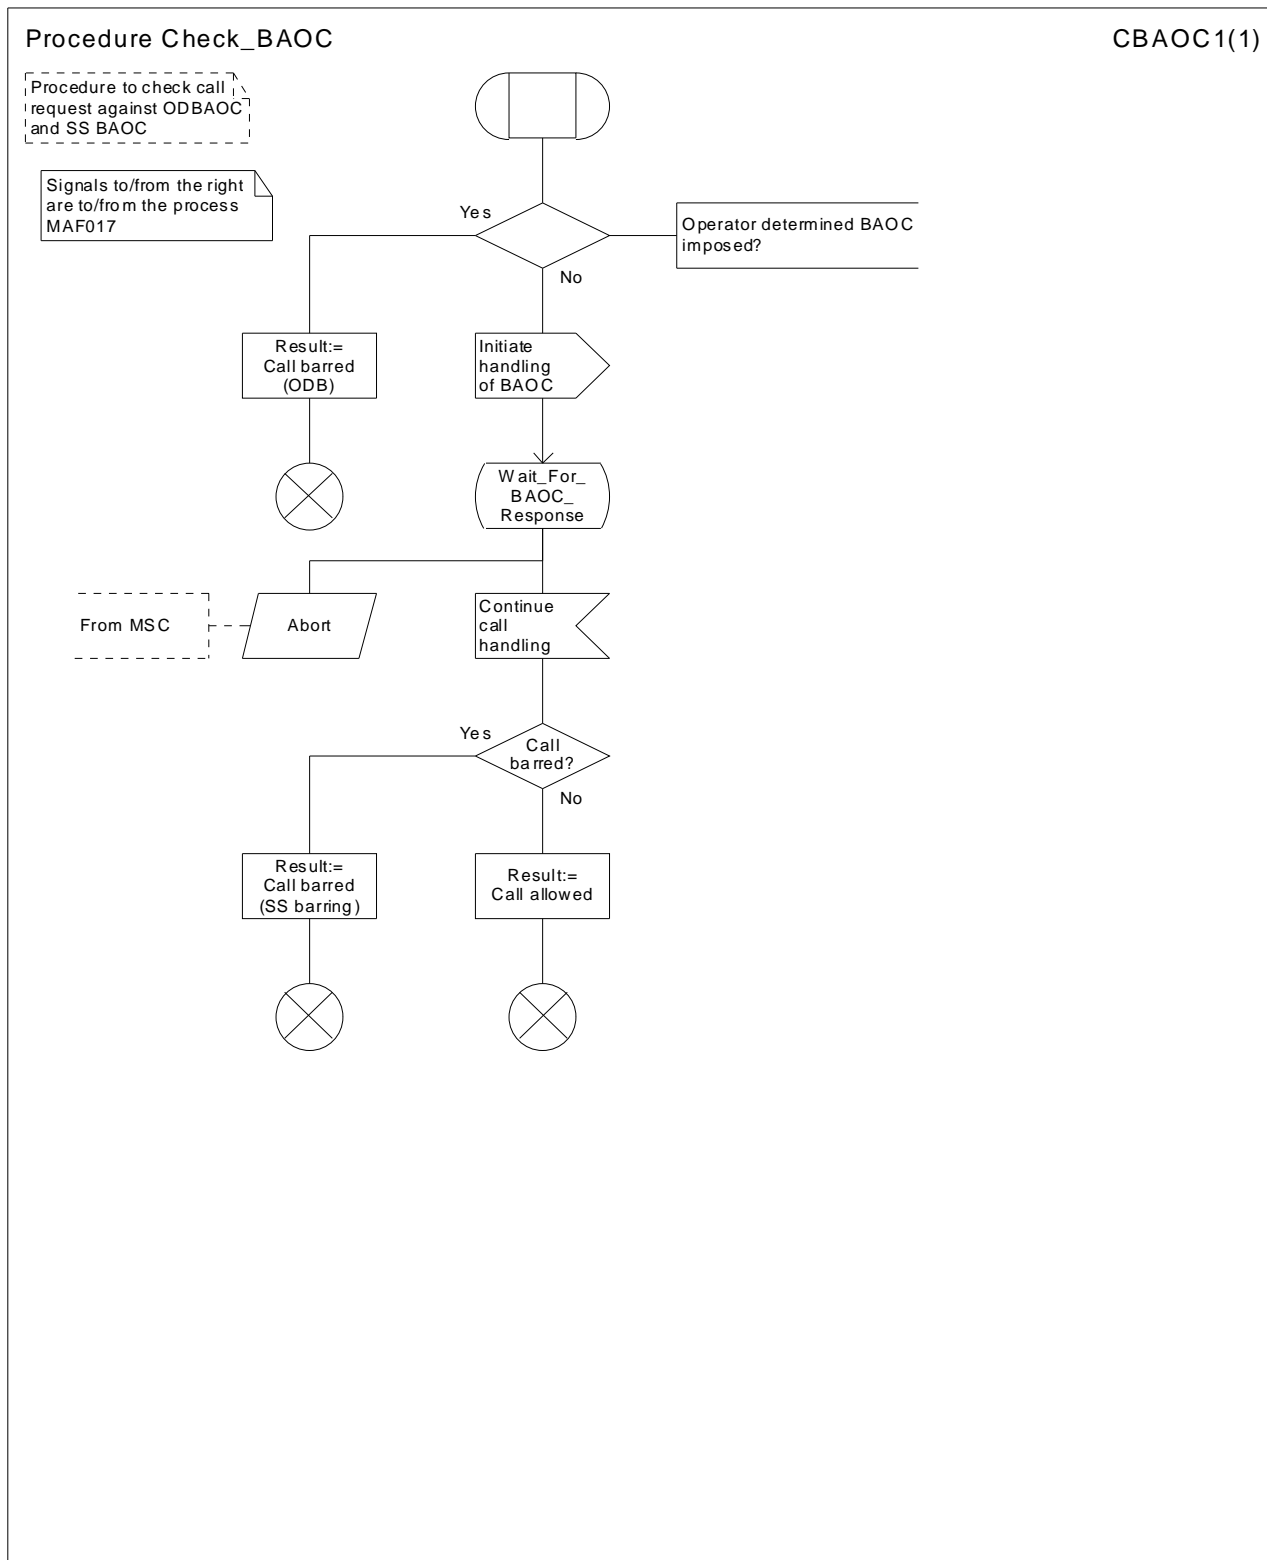 Procedure Check_BAOC
CBAOC1(1)
Procedure to check call
request against ODBAOC
and SS BAOC
Signals to/from the right
are to/from the process
MAF017
Yes
Operator determined BAOC
imposed?
No
Result:=
Call barred
(ODB)
Initiate
handling
of BAOC
Wait_For_
BAOC_
Response
From MSC
Abort
Continue
call
handling
Yes
Call
barred?
No
Result:=
Call barred
(SS barring)
Result:=
Call allowed